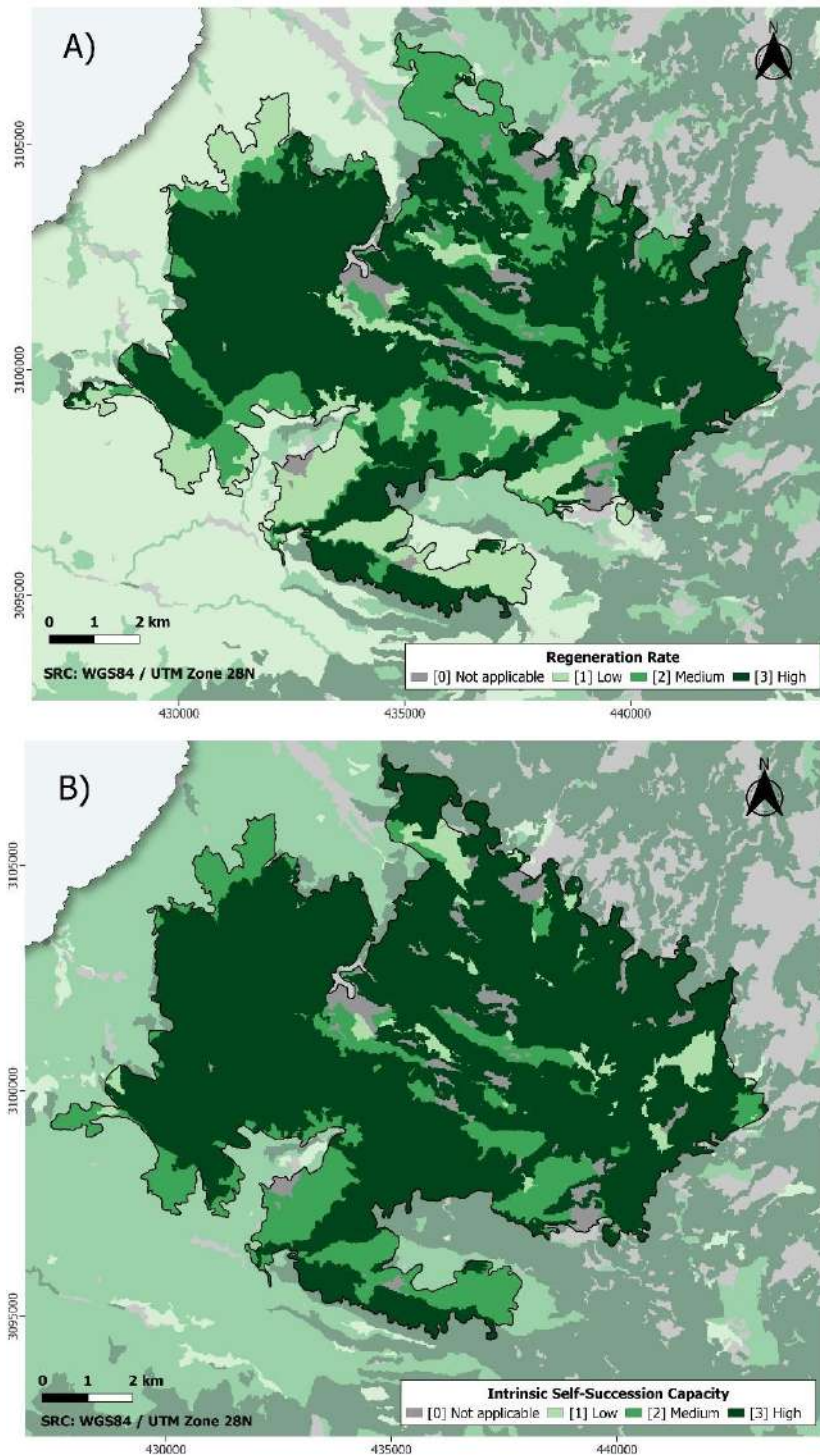 A)
N
3105000
3100000
3095000
0 1 2 km
SRC: WGS84 / UTM Zone 28N
Regeneration Rate
[0] Not applicable [1] Low [2] Medium [3] High
430000 435000 440000
B)
N
3105000
3100000
3095000
0 1 2 km
SRC: WGS84 / UTM Zone 28N
Intrinsic Self-Succession Capacity
[0] Not applicable [1] Low [2] Medium [3] High
430000 435000 440000